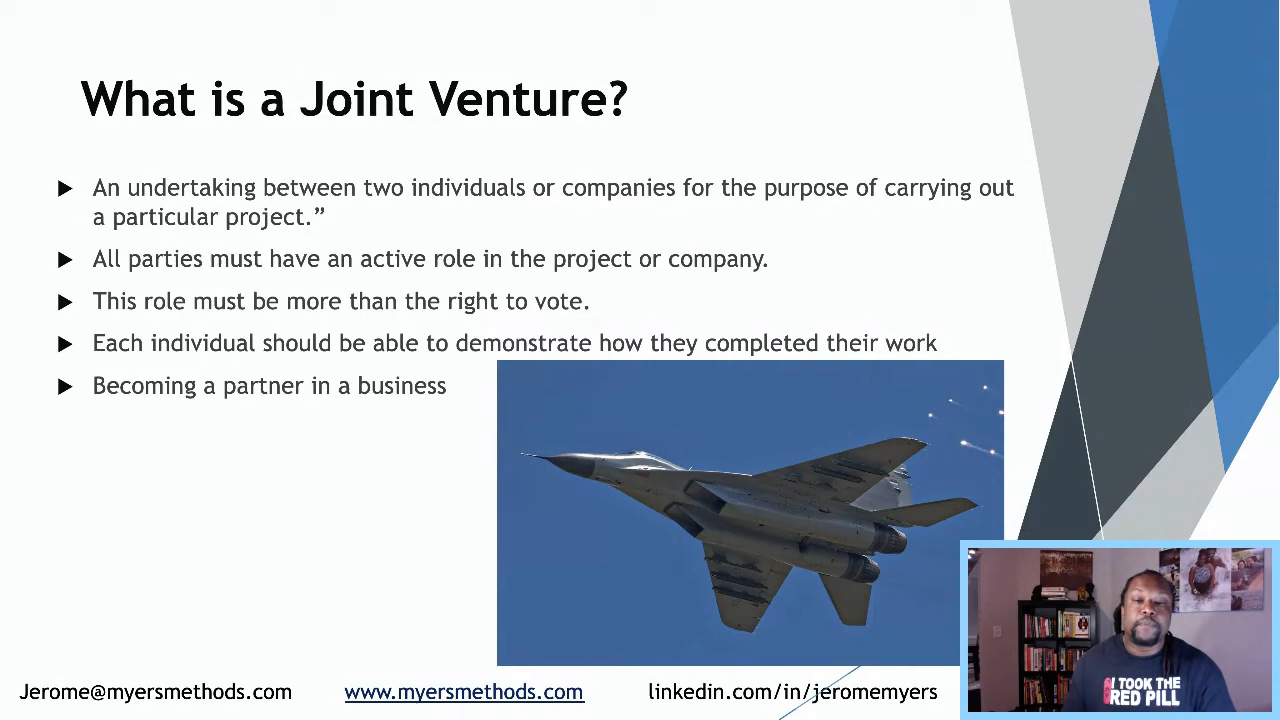 What is a Joint Venture?
An undertaking between two individuals or companies for the purpose of carrying out
a particular project.”
All parties must have an active role in the project or company.
This role must be more than the right to vote.
Each individual should be able to demonstrate how they completed their work
Becoming a partner in a business
I TOOK THE
RED PILL
Jerome@myersmethods.com
www.myersmethods.com
linkedin.com/in/jeromemyers